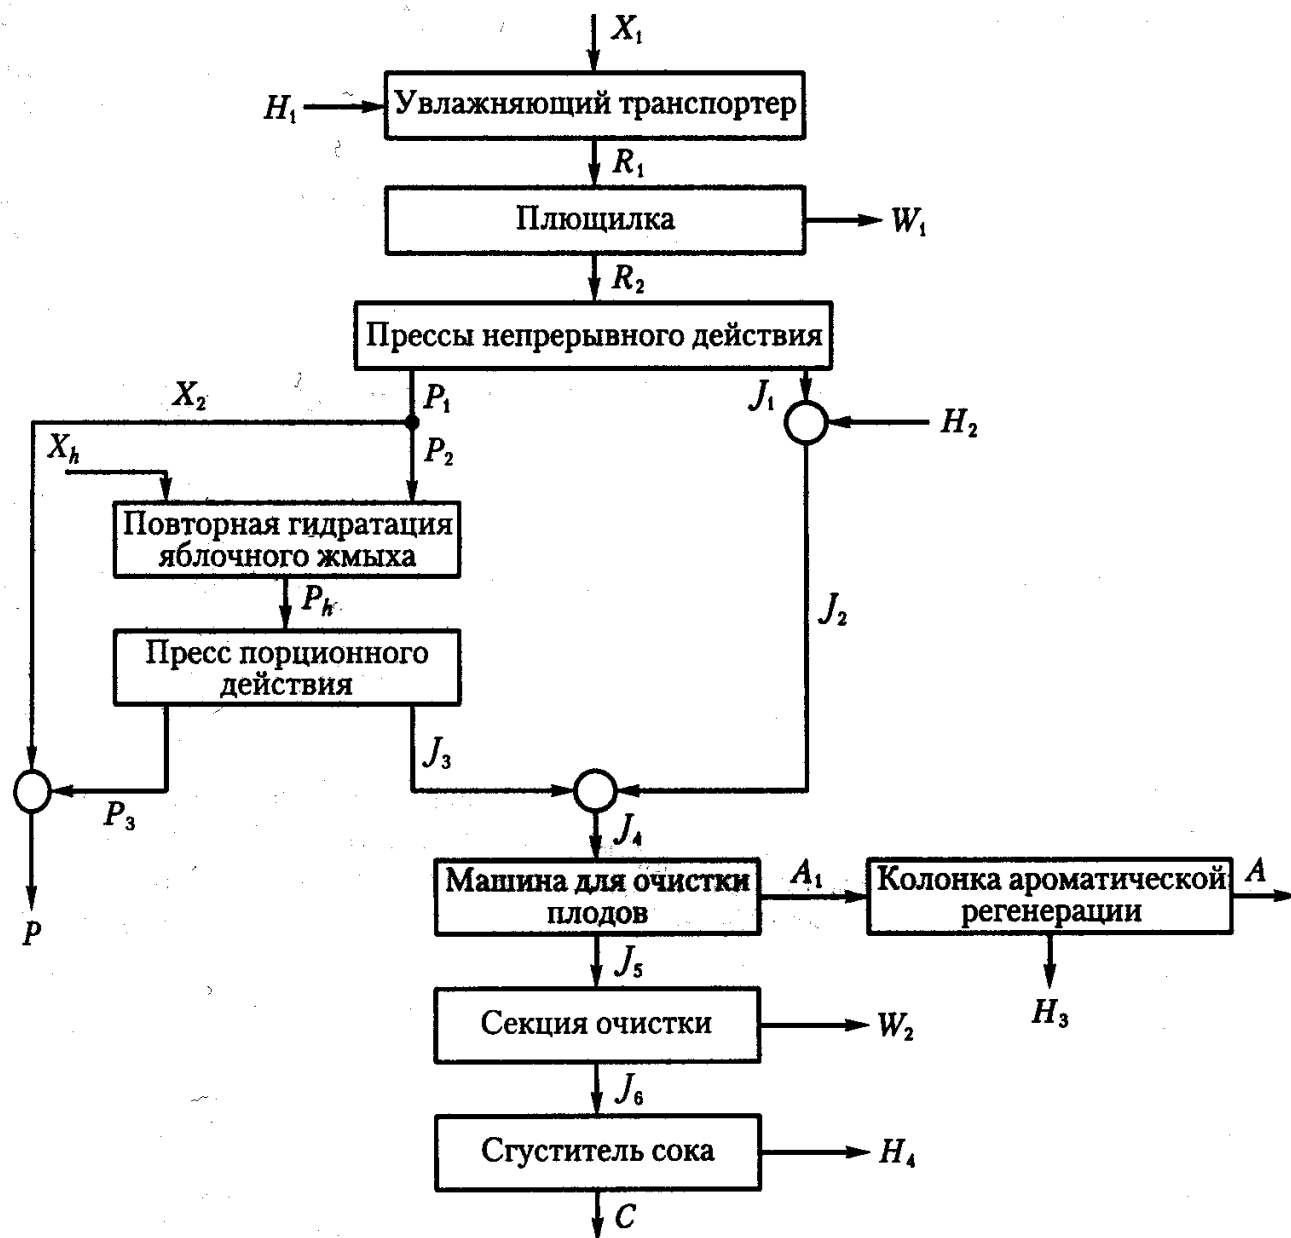 X₁
H₁
Увлажняющий транспортер
R₁
Плющилка
W₁
R₂
Прессы непрерывного действия
X₂
P₁
J₁
H₂
X_h
P₂
Повторная гидратация
яблочного жмыха
P_h
J₂
Пресс порционного
действия
J₃
P₃
J₄
Машина для очистки
плодов
A₁
Колонка ароматической
регенерации
A
P
J₅
H₃
Секция очистки
W₂
J₆
Сгуститель сока
H₄
C